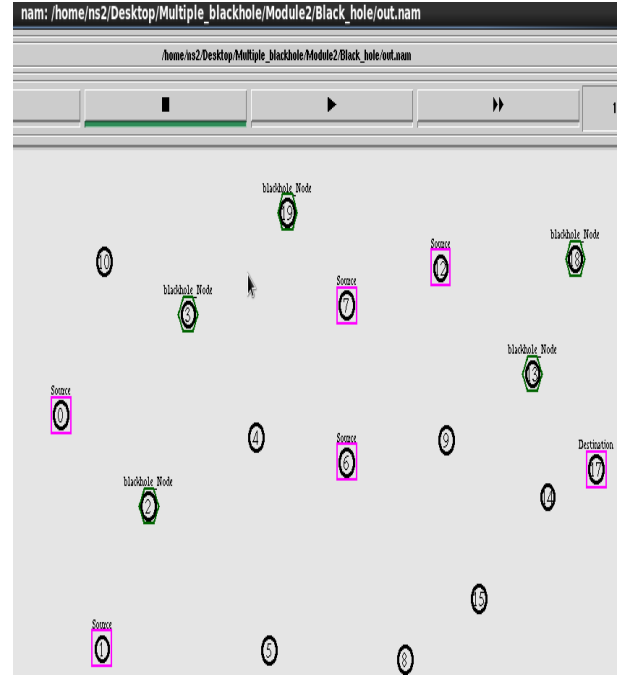 nam: /home/ns2/Desktop/Multiple_blackhole/Module2/Black_hole/out.nam
/home/ns2/Desktop/Multiple_blackhole/Module2/Black_hole/out.nam
1
blackhole_Node
19
10
Source
12
blackhole_Node
18
blackhole_Node
3
Source
7
blackhole_Node
13
Source
0
4
Source
6
9
Destination
17
blackhole_Node
2
14
15
Source
1
5
8